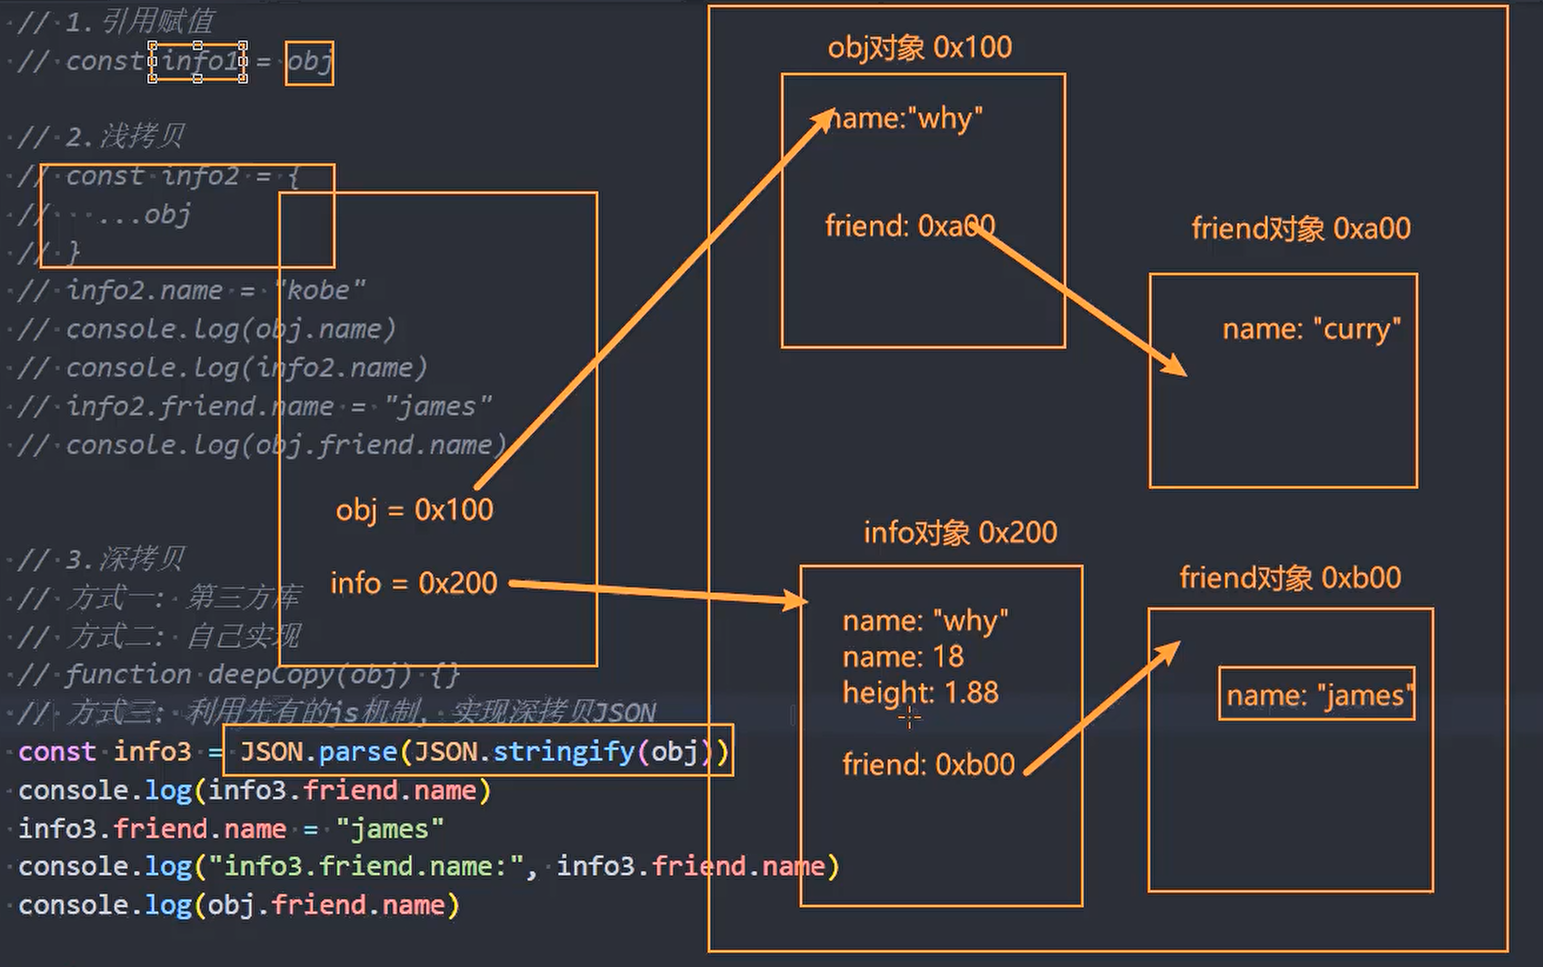 // 1.引用赋值
// const info1 = obj
// 2.浅拷贝
// const info2 = {
// ...obj
// }
// info2.name = "kobe"
// console.log(obj.name)
// console.log(info2.name)
// info2.friend.name = "james"
// console.log(obj.friend.name)
// 3.深拷贝
// 方式一: 第三方库
// 方式二: 自己实现
// function deepCopy(obj) {}
// 方式三: 利用先有的js机制, 实现深拷贝JSON
const info3 = JSON.parse(JSON.stringify(obj))
console.log(info3.friend.name)
info3.friend.name = "james"
console.log("info3.friend.name:", info3.friend.name)
console.log(obj.friend.name)
obj = 0x100
info = 0x200
obj对象 0x100
name:"why"
friend: 0xa00
friend对象 0xa00
name: "curry"
info对象 0x200
name: "why"
name: 18
height: 1.88
friend: 0xb00
friend对象 0xb00
name: "james"